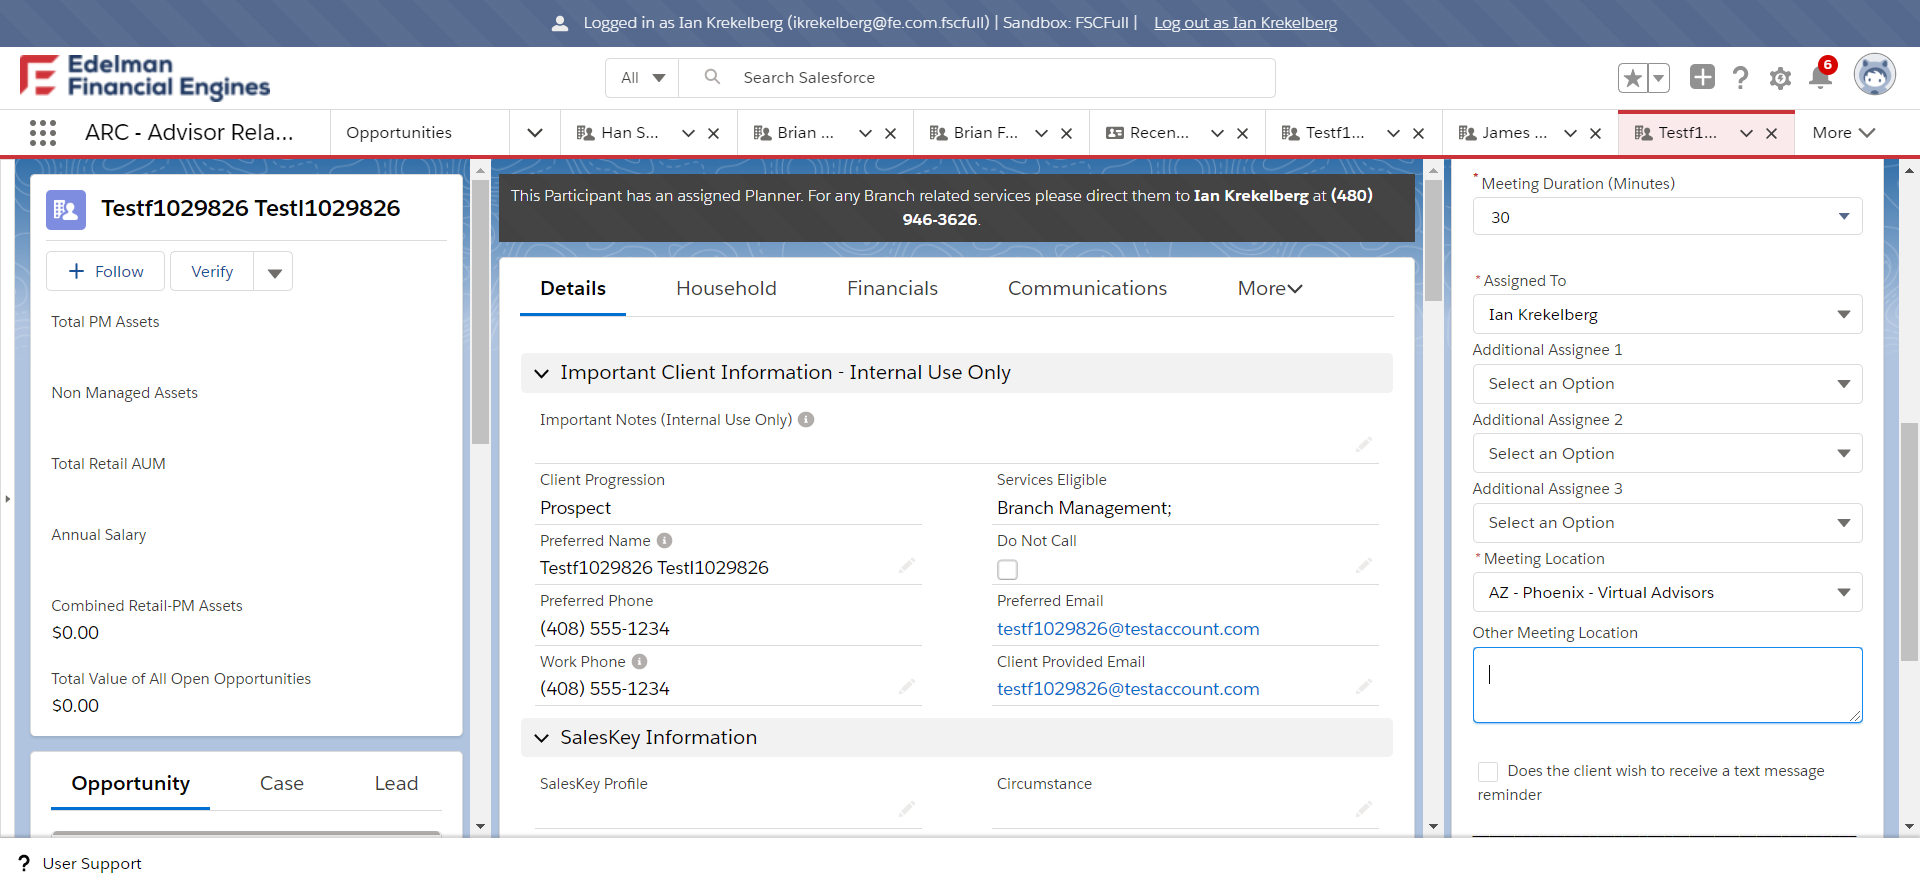 Logged in as Ian Krekelberg (ikrekelberg@fe.com.fscfull) | Sandbox: FSCFull | Log out as Ian Krekelberg
Edelman
Financial Engines
All
Search Salesforce
6
ARC - Advisor Rela...
Opportunities
Han S...
Brian ...
Brian F...
Recen...
Testf1...
James ...
Testf1...
More
Testf1029826 Testl1029826
+ Follow
Verify
Total PM Assets
Non Managed Assets
Total Retail AUM
Annual Salary
Combined Retail-PM Assets
$0.00
Total Value of All Open Opportunities
$0.00
Opportunity
Case
Lead
This Participant has an assigned Planner. For any Branch related services please direct them to Ian Krekelberg at (480)
946-3626.
Details
Household
Financials
Communications
More
Important Client Information - Internal Use Only
Important Notes (Internal Use Only)
Client Progression
Prospect
Services Eligible
Branch Management;
Preferred Name
Testf1029826 Testl1029826
Do Not Call
Preferred Phone
(408) 555-1234
Preferred Email
testf1029826@testaccount.com
Work Phone
(408) 555-1234
Client Provided Email
testf1029826@testaccount.com
SalesKey Information
SalesKey Profile
Circumstance
* Meeting Duration (Minutes)
30
* Assigned To
Ian Krekelberg
Additional Assignee 1
Select an Option
Additional Assignee 2
Select an Option
Additional Assignee 3
Select an Option
* Meeting Location
AZ - Phoenix - Virtual Advisors
Other Meeting Location
Does the client wish to receive a text message
reminder
? User Support